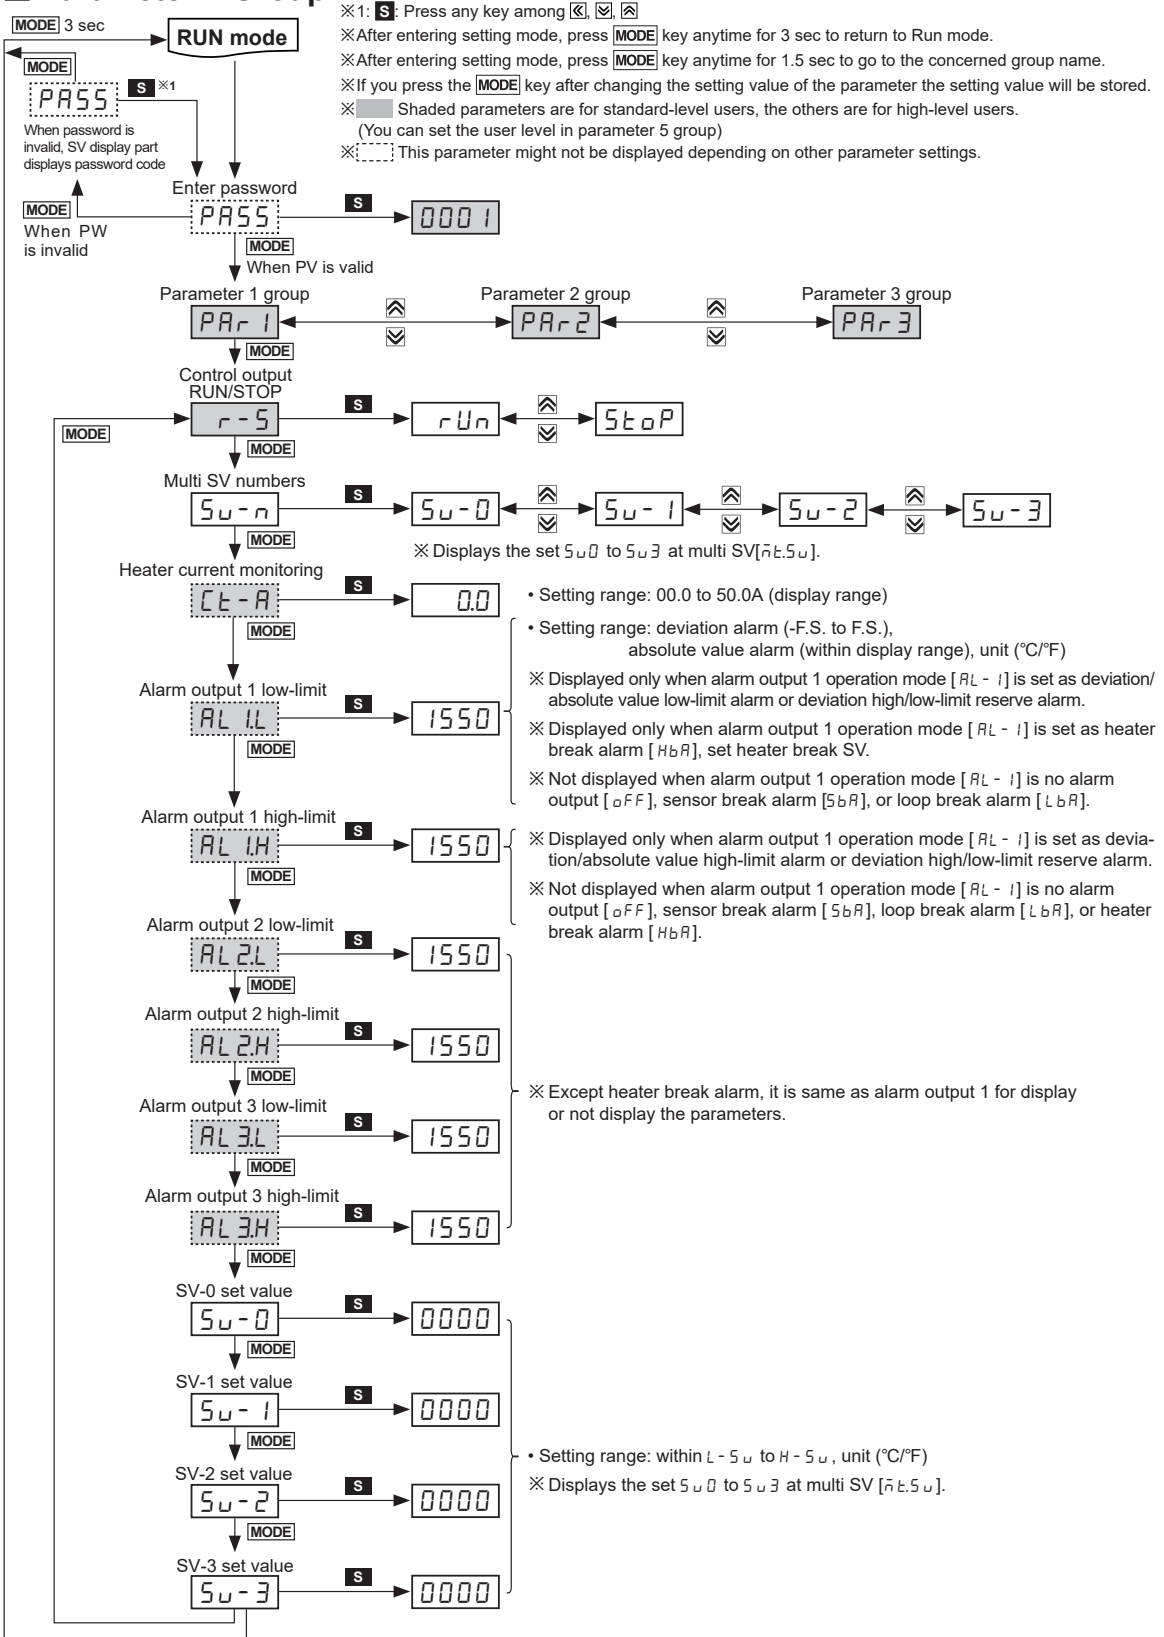 MODE 3 sec
RUN mode
※1: S: Press any key among «, ︾, ︽
※After entering setting mode, press MODE key anytime for 3 sec to return to Run mode.
※After entering setting mode, press MODE key anytime for 1.5 sec to go to the concerned group name.
※If you press the MODE key after changing the setting value of the parameter the setting value will be stored.
※ Shaded parameters are for standard-level users, the others are for high-level users.
(You can set the user level in parameter 5 group)
※ This parameter might not be displayed depending on other parameter settings.
MODE
PASS
S ※1
When password is
invalid, SV display part
displays password code
MODE
When PW
is invalid
Enter password
PASS S 0001
MODE
When PV is valid
Parameter 1 group Parameter 2 group Parameter 3 group
PAr1 PAr2 PAr3
MODE
Control output
RUN/STOP
r-S S rUn StoP
MODE
MODE
Multi SV numbers
Su-n S Su-0 Su-1 Su-2 Su-3
MODE
※ Displays the set Su0 to Su3 at multi SV[mt.Su].
Heater current monitoring
Ct-A S 0.0
MODE
• Setting range: 00.0 to 50.0A (display range)
• Setting range: deviation alarm (-F.S. to F.S.),
absolute value alarm (within display range), unit (℃/℉)
Alarm output 1 low-limit
AL1.L S 1550
MODE
※ Displayed only when alarm output 1 operation mode [AL-1] is set as deviation/
absolute value low-limit alarm or deviation high/low-limit reserve alarm.
※ Displayed only when alarm output 1 operation mode [AL-1] is set as heater
break alarm [HbA], set heater break SV.
※ Not displayed when alarm output 1 operation mode [AL-1] is no alarm
output [oFF], sensor break alarm [SbA], or loop break alarm [LbA].
Alarm output 1 high-limit
AL1.H S 1550
MODE
※ Displayed only when alarm output 1 operation mode [AL-1] is set as devia-
tion/absolute value high-limit alarm or deviation high/low-limit reserve alarm.
※ Not displayed when alarm output 1 operation mode [AL-1] is no alarm
output [oFF], sensor break alarm [SbA], loop break alarm [LbA], or heater
break alarm [HbA].
Alarm output 2 low-limit
AL2.L S 1550
MODE
Alarm output 2 high-limit
AL2.H S 1550
MODE
※ Except heater break alarm, it is same as alarm output 1 for display
or not display the parameters.
Alarm output 3 low-limit
AL3.L S 1550
MODE
Alarm output 3 high-limit
AL3.H S 1550
MODE
SV-0 set value
Su-0 S 0000
MODE
SV-1 set value
Su-1 S 0000
MODE
• Setting range: within L-Su to H-Su, unit (℃/℉)
※ Displays the set Su0 to Su3 at multi SV [mt.Su].
SV-2 set value
Su-2 S 0000
MODE
SV-3 set value
Su-3 S 0000